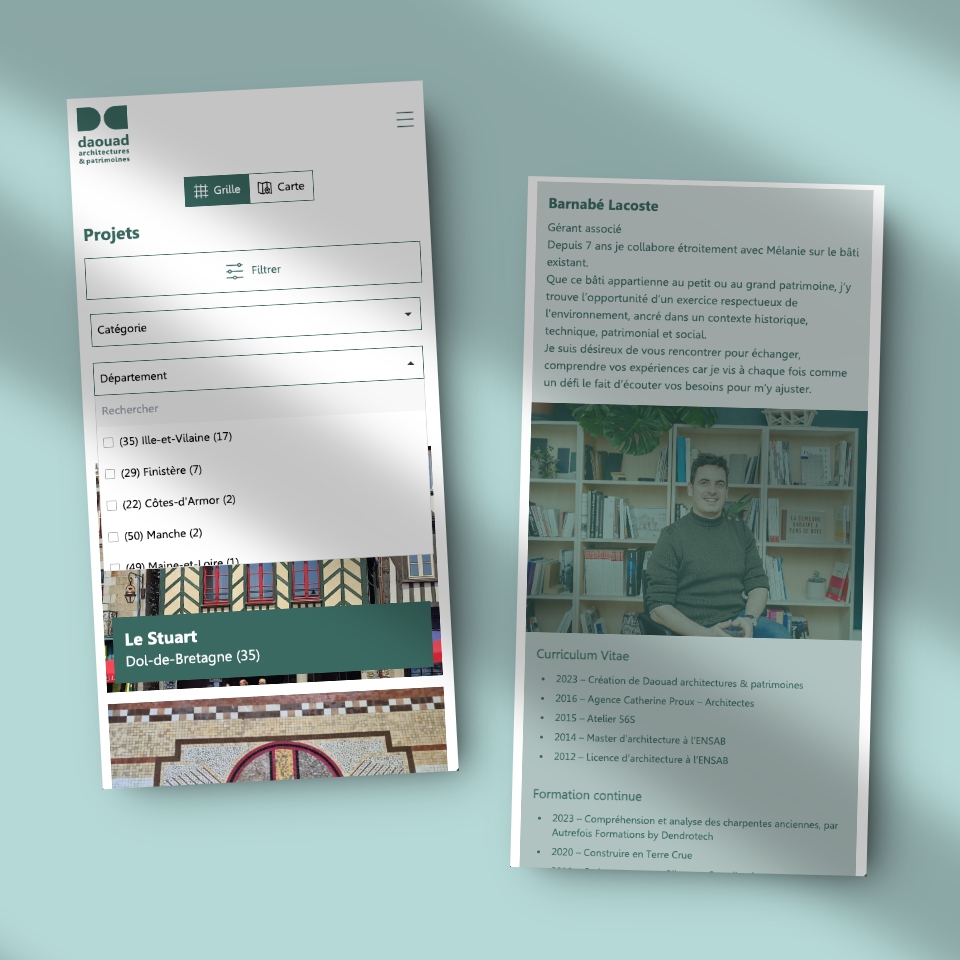 daouad
architectures
& patrimoines
Grille
Carte
Projets
Filtrer
Catégorie
Département
Rechercher
(35) Ille-et-Vilaine (17)
(29) Finistère (7)
(22) Côtes-d'Armor (2)
(50) Manche (2)
(49) Maine-et-Loire (1)
Le Stuart
Dol-de-Bretagne (35)
Barnabé Lacoste
Gérant associé
Depuis 7 ans je collabore étroitement avec Mélanie sur le bâti
existant.
Que ce bâti appartienne au petit ou au grand patrimoine, j'y
trouve l'opportunité d'un exercice respectueux de
l'environnement, ancré dans un contexte historique,
technique, patrimonial et social.
Je suis désireux de vous rencontrer pour échanger,
comprendre vos expériences car je vis à chaque fois comme
un défi le fait d'écouter vos besoins pour m'y ajuster.
Curriculum Vitae
• 2023 – Création de Daouad architectures & patrimoines
• 2016 – Agence Catherine Proux – Architectes
• 2015 – Atelier 56S
• 2014 – Master d'architecture à l'ENSAB
• 2012 – Licence d'architecture à l'ENSAB
Formation continue
• 2023 – Compréhension et analyse des charpentes anciennes, par
Autrefois Formations by Dendrotech
• 2020 – Construire en Terre Crue